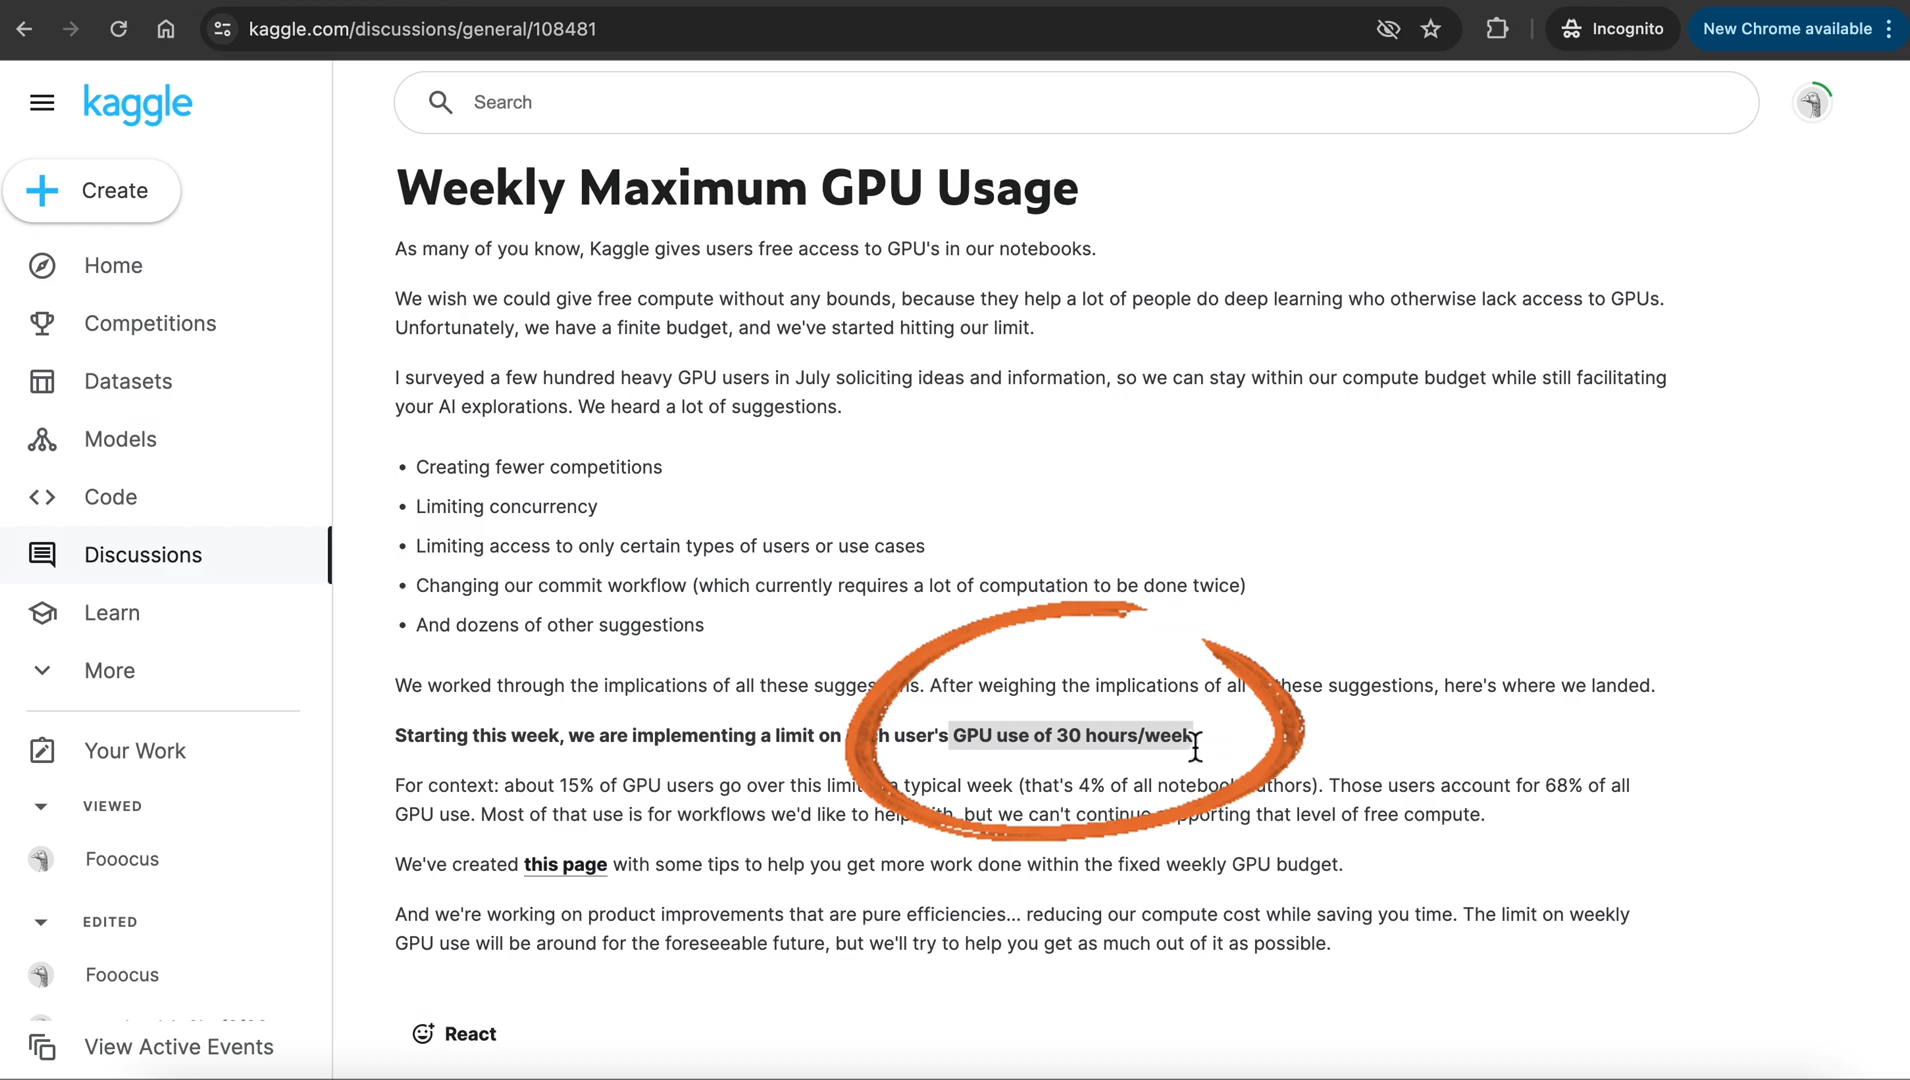 kaggle.com/discussions/general/108481
Incognito
New Chrome available
kaggle
Search
Create
Home
Competitions
Datasets
Models
Code
Discussions
Learn
More
Your Work
VIEWED
Fooocus
EDITED
Fooocus
View Active Events
Weekly Maximum GPU Usage
As many of you know, Kaggle gives users free access to GPU's in our notebooks.
We wish we could give free compute without any bounds, because they help a lot of people do deep learning who otherwise lack access to GPUs.
Unfortunately, we have a finite budget, and we've started hitting our limit.
I surveyed a few hundred heavy GPU users in July soliciting ideas and information, so we can stay within our compute budget while still facilitating
your AI explorations. We heard a lot of suggestions.
• Creating fewer competitions
• Limiting concurrency
• Limiting access to only certain types of users or use cases
• Changing our commit workflow (which currently requires a lot of computation to be done twice)
• And dozens of other suggestions
We worked through the implications of all these suggestions. After weighing the implications of all these suggestions, here's where we landed.
Starting this week, we are implementing a limit on user's GPU use of 30 hours/week
For context: about 15% of GPU users go over this limit typical week (that's 4% of all notebook authors). Those users account for 68% of all
GPU use. Most of that use is for workflows we'd like to help with, but we can't continue supporting that level of free compute.
We've created this page with some tips to help you get more work done within the fixed weekly GPU budget.
And we're working on product improvements that are pure efficiencies... reducing our compute cost while saving you time. The limit on weekly
GPU use will be around for the foreseeable future, but we'll try to help you get as much out of it as possible.
React